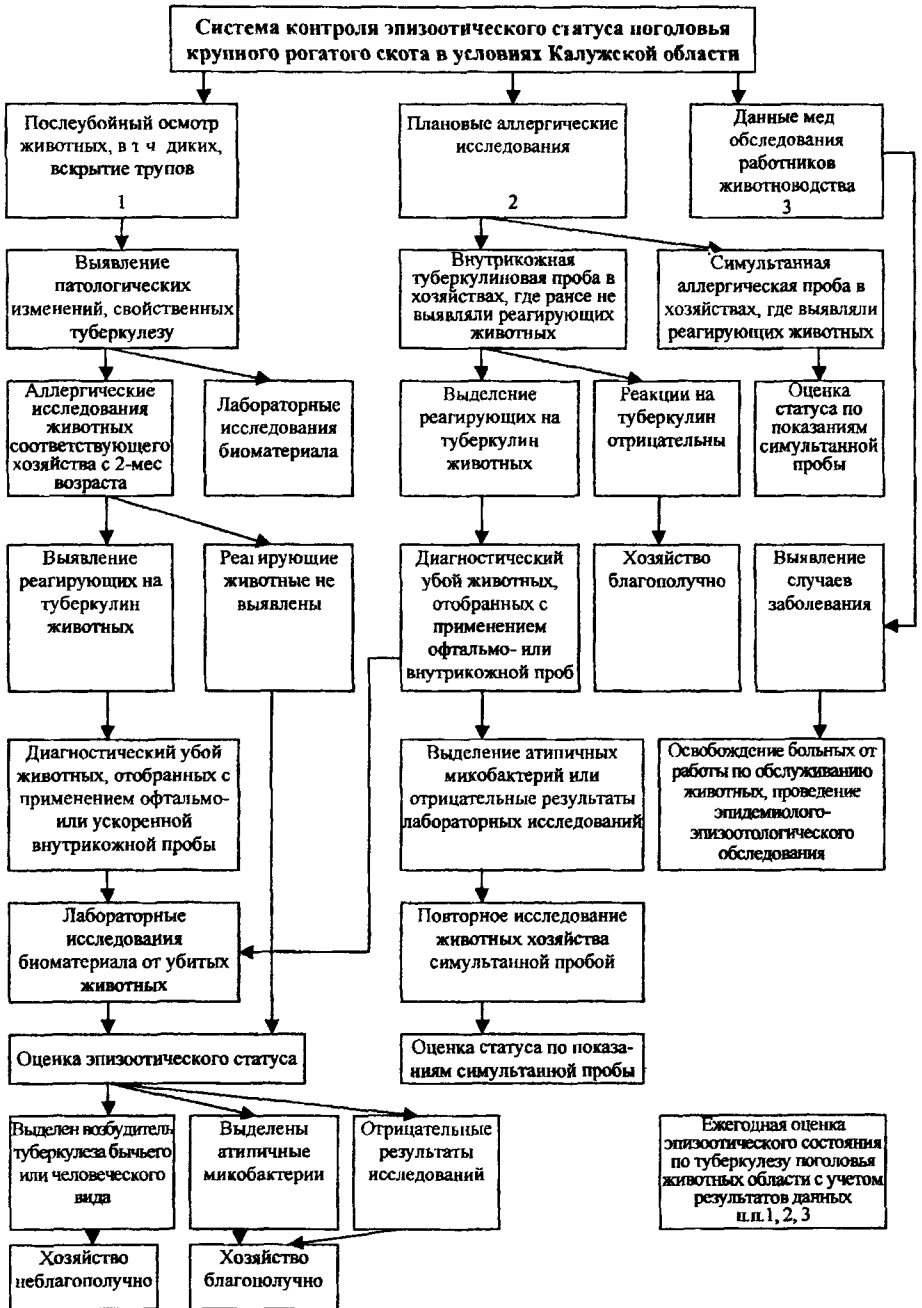 Система контроля эпизоотического статуса поголовья
крупного рогатого скота в условиях Калужской области
Послеубойный осмотр
животных, в т ч диких,
вскрытие трупов
1
Плановые аллергические
исследования
2
Данные мед
обследования
работников
животноводства
3
Выявление
патологических
изменений, свойственных
туберкулезу
Внутрикожная
туберкулиновая проба в
хозяйствах, где ранее не
выявляли реагирующих
животных
Симультанная
аллергическая проба в
хозяйствах, где выявляли
реагирующих животных
Аллергические
исследования
животных
соответствующего
хозяйства с 2-мес
возраста
Лабораторные
исследования
биоматериала
Выделение
реагирующих на
туберкулин
животных
Реакции на
туберкулин
отрицательны
Оценка
статуса по
показаниям
симультанной
пробы
Выявление
реагирующих на
туберкулин
животных
Реагирующие
животные не
выявлены
Диагностический
убой животных,
отобранных с
применением
офтальмо- или
внутрикожной проб
Хозяйство
благополучно
Выявление
случаев
заболевания
Диагностический убой
животных, отобранных с
применением офтальмо-
или ускоренной
внутрикожной пробы
Выделение атипичных
микобактерий или
отрицательные результаты
лабораторных исследований
Освобождение больных от
работы по обслуживанию
животных, проведение
эпидемиолого-
эпизоотологического
обследования
Лабораторные
исследования
биоматериала от убитых
животных
Повторное исследование
животных хозяйства
симультанной пробой
Оценка эпизоотического статуса
Оценка статуса по показа-
ниям симультанной пробы
Выделен возбудитель
туберкулеза бычьего
или человеческого
вида
Выделены
атипичные
микобактерии
Отрицательные
результаты
исследований
Ежегодная оценка
эпизоотического состояния
по туберкулезу поголовья
животных области с учетом
результатов данных
п.п.1, 2, 3
Хозяйство
неблагополучно
Хозяйство
благополучно